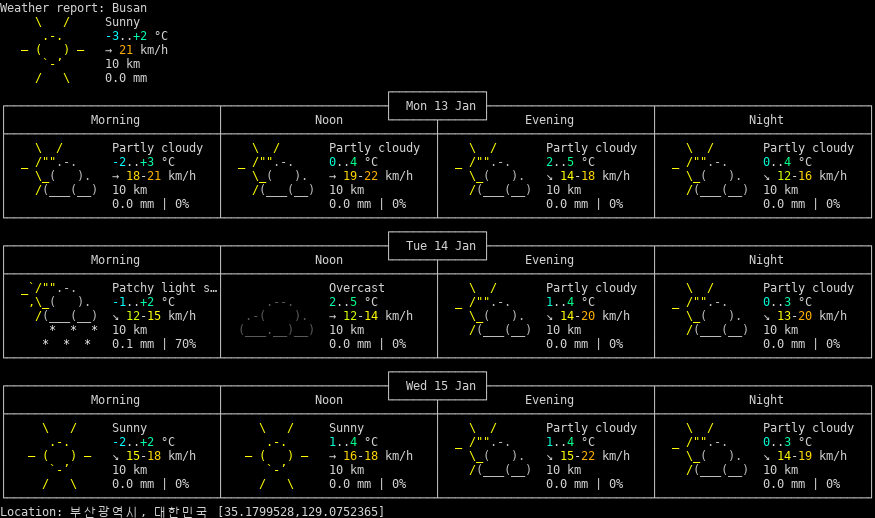 Weather report: Busan
Sunny
-3..+2 °C
→ 21 km/h
10 km
0.0 mm
Mon 13 Jan
Morning Noon Evening Night
Partly cloudy Partly cloudy Partly cloudy Partly cloudy
-2..+3 °C 0..4 °C 2..5 °C 0..4 °C
→ 18-21 km/h → 19-22 km/h ↘ 14-18 km/h ↘ 12-16 km/h
10 km 10 km 10 km 10 km
0.0 mm | 0% 0.0 mm | 0% 0.0 mm | 0% 0.0 mm | 0%
Tue 14 Jan
Morning Noon Evening Night
Patchy light s… Overcast Partly cloudy Partly cloudy
-1..+2 °C 2..5 °C 1..4 °C 0..3 °C
↘ 12-15 km/h → 12-14 km/h ↘ 14-20 km/h ↘ 13-20 km/h
10 km 10 km 10 km 10 km
0.1 mm | 70% 0.0 mm | 0% 0.0 mm | 0% 0.0 mm | 0%
Wed 15 Jan
Morning Noon Evening Night
Sunny Sunny Partly cloudy Partly cloudy
-2..+2 °C 1..4 °C 1..4 °C 0..3 °C
↘ 15-18 km/h → 16-18 km/h ↘ 15-22 km/h ↘ 14-19 km/h
10 km 10 km 10 km 10 km
0.0 mm | 0% 0.0 mm | 0% 0.0 mm | 0% 0.0 mm | 0%
Location: 부산광역시, 대한민국 [35.1799528,129.0752365]